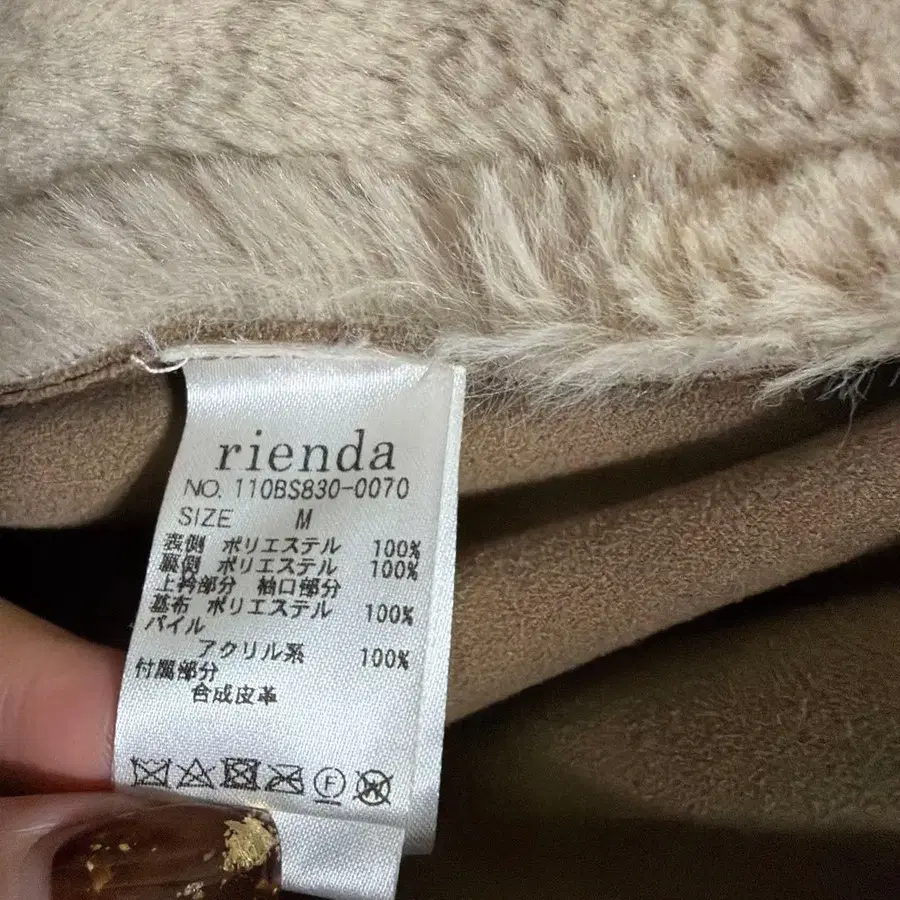 rienda
NO. 110BS830-0070
SIZE M
表側 ポリエステル 100%
裏側 ポリエステル 100%
上衿部分 袖口部分
基布 ポリエステル 100%
パイル
アクリル系 100%
付属部分
合成皮革
F
W